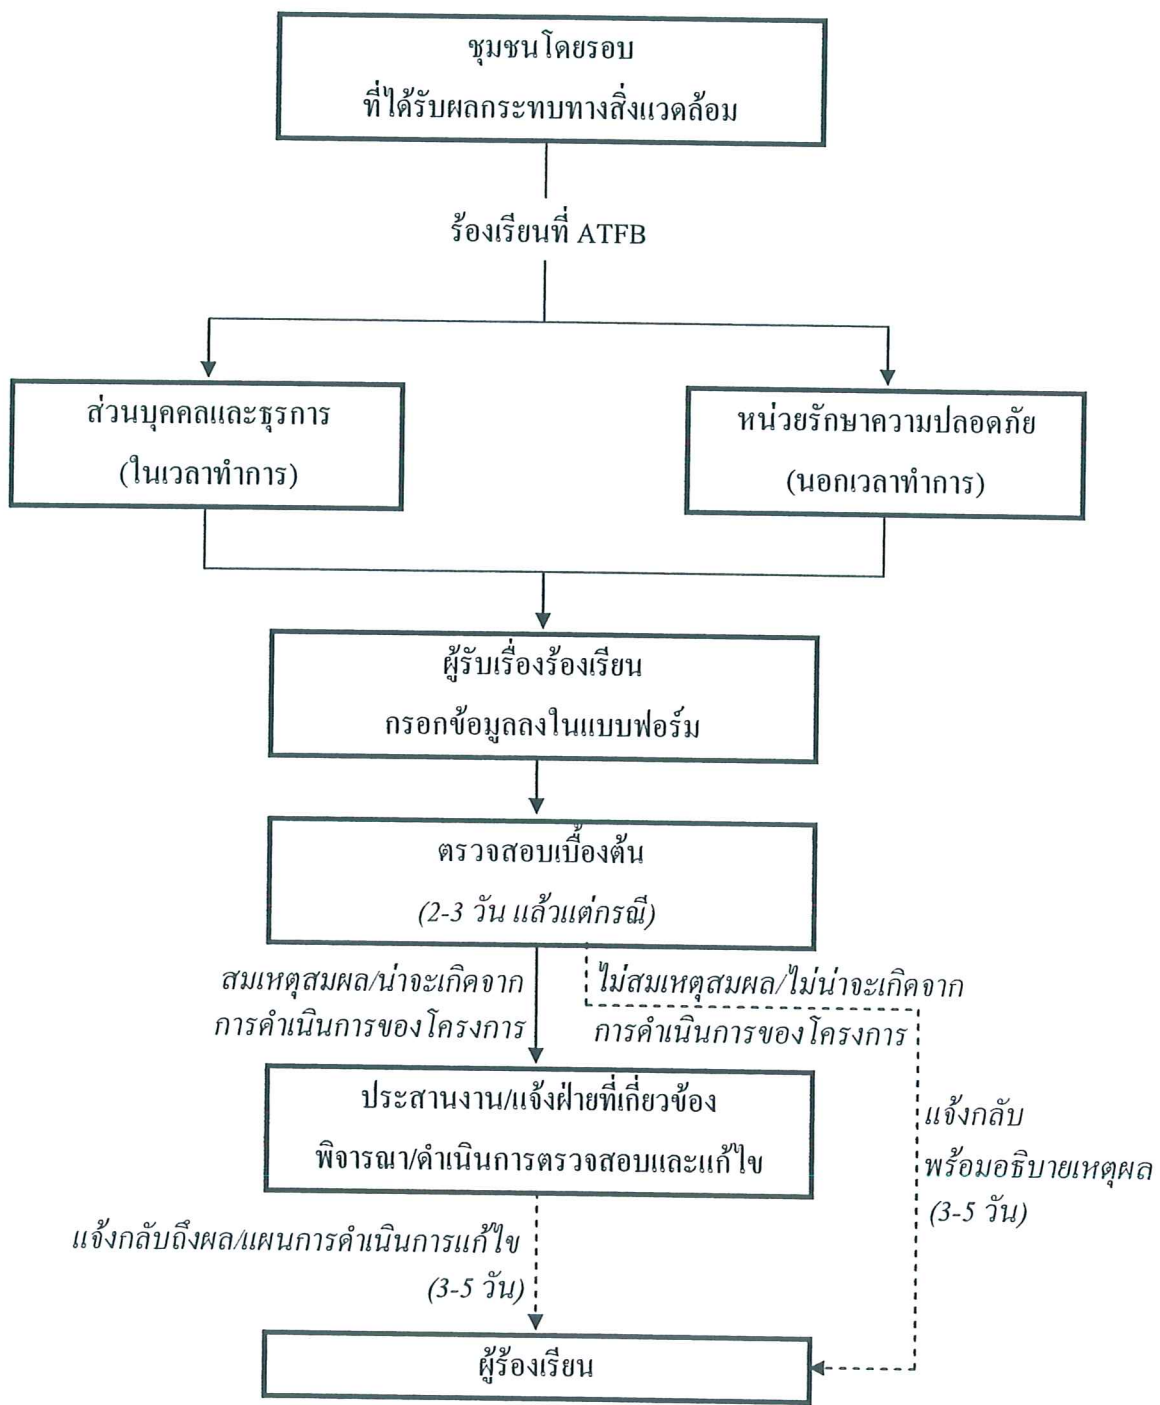 ชุมชนโดยรอบ
ที่ได้รับผลกระทบทางสิ่งแวดล้อม
ร้องเรียนที่ ATFB
ส่วนบุคคลและธุรการ
(ในเวลาทำการ)
หน่วยรักษาความปลอดภัย
(นอกเวลาทำการ)
ผู้รับเรื่องร้องเรียน
กรอกข้อมูลลงในแบบฟอร์ม
ตรวจสอบเบื้องต้น
(2-3 วัน แล้วแต่กรณี)
สมเหตุสมผล/น่าจะเกิดจาก
การดำเนินการของโครงการ
ไม่สมเหตุสมผล/ไม่น่าจะเกิดจาก
การดำเนินการของโครงการ
ประสานงาน/แจ้งฝ่ายที่เกี่ยวข้อง
พิจารณา/ดำเนินการตรวจสอบและแก้ไข
แจ้งกลับ
พร้อมอธิบายเหตุผล
(3-5 วัน)
แจ้งกลับถึงผล/แผนการดำเนินการแก้ไข
(3-5 วัน)
ผู้ร้องเรียน